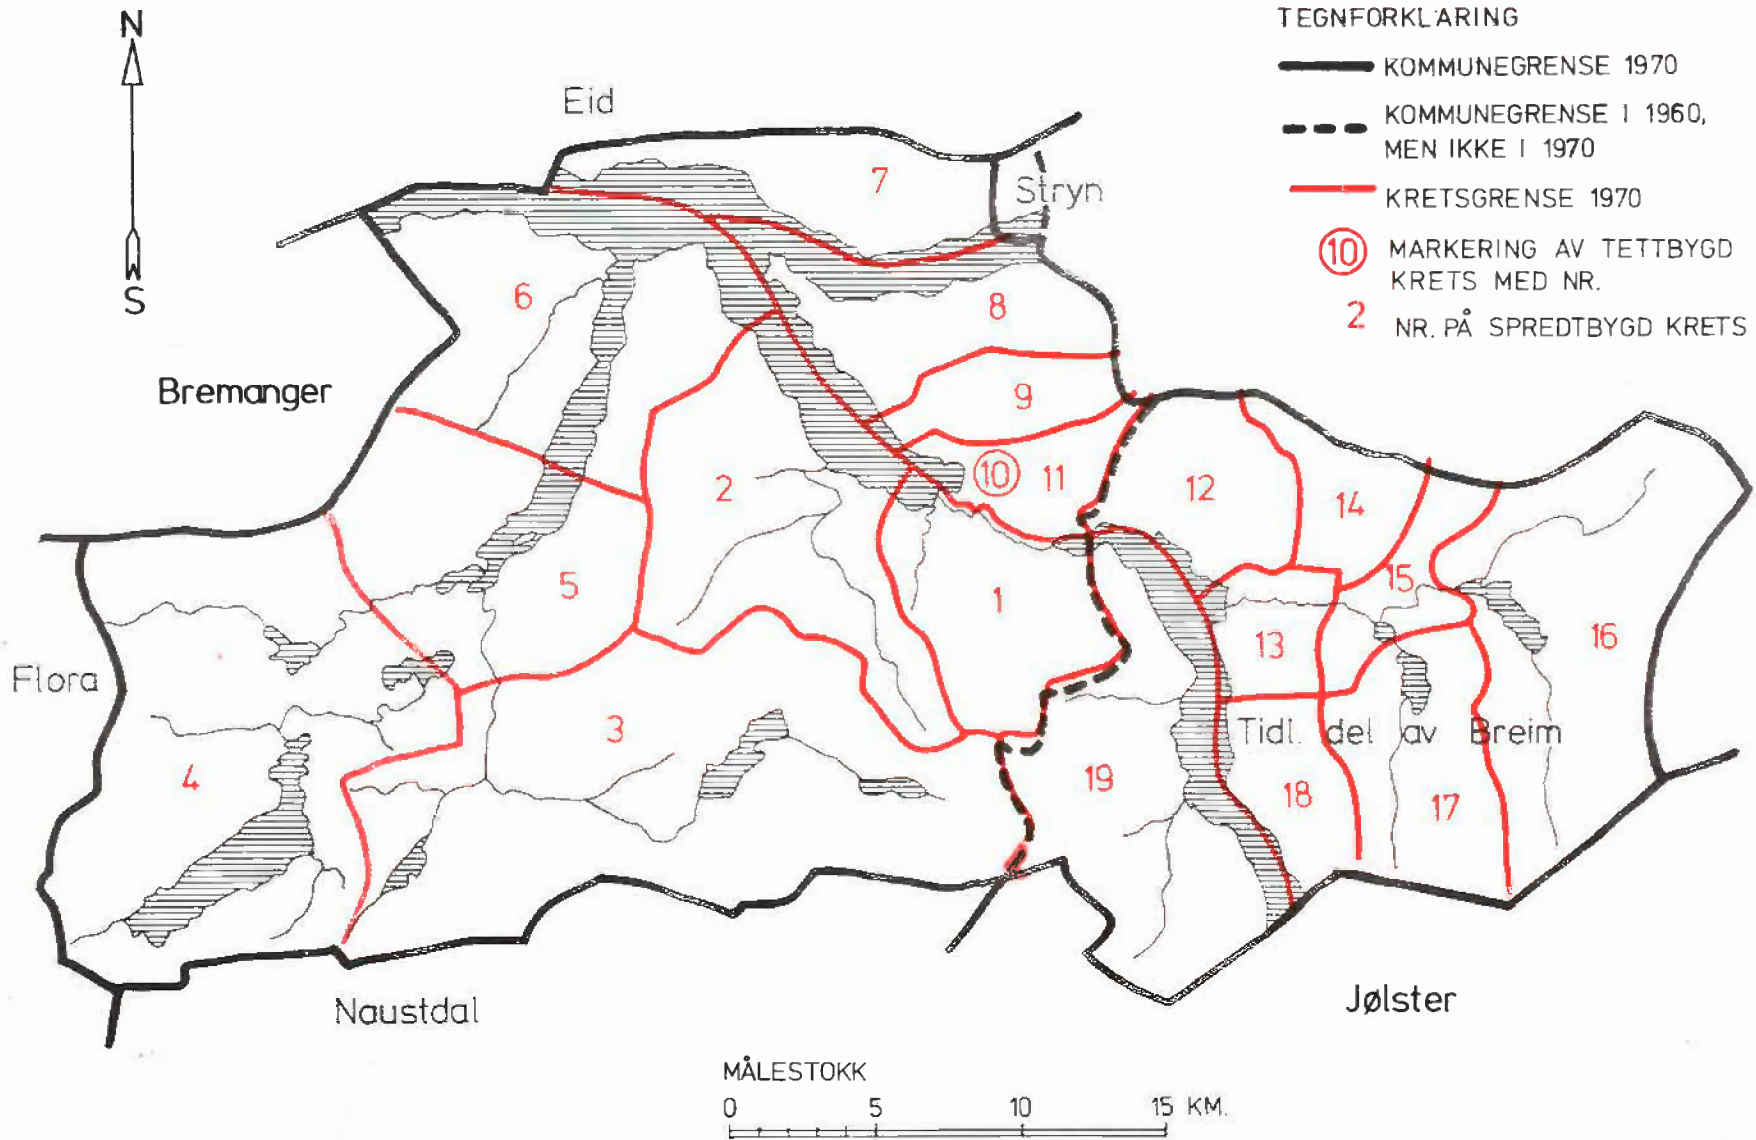 N
S
TEGNFORKLARING
KOMMUNEGRENSE 1970
KOMMUNEGRENSE I 1960,
MEN IKKE I 1970
KRETSGRENSE 1970
10 MARKERING AV TETTBYGD
KRETS MED NR.
2 NR. PÅ SPREDTBYGD KRETS
Eid
7
Stryn
6
8
Bremanger
9
2
10
11
12
14
5
1
15
13
16
Flora
3
Tidl. del av Breim
4
19
18
17
Naustdal
Jølster
MÅLESTOKK
0 5 10 15 KM.